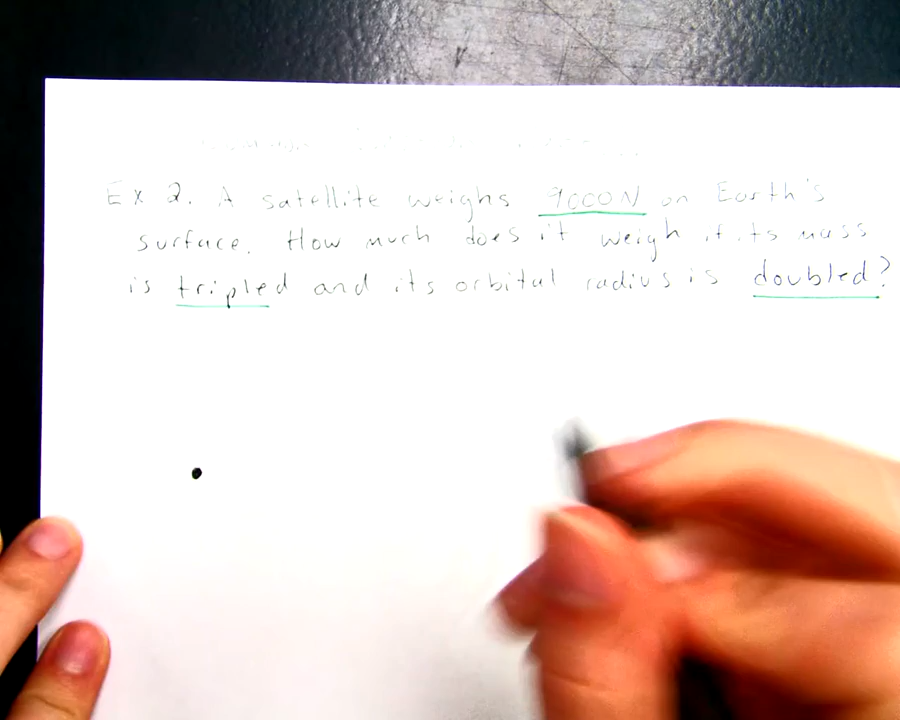 Ex 2. A satellite weighs 9000N on Earth's
surface. How much does it weigh if its mass
is tripled and its orbital radius is doubled?